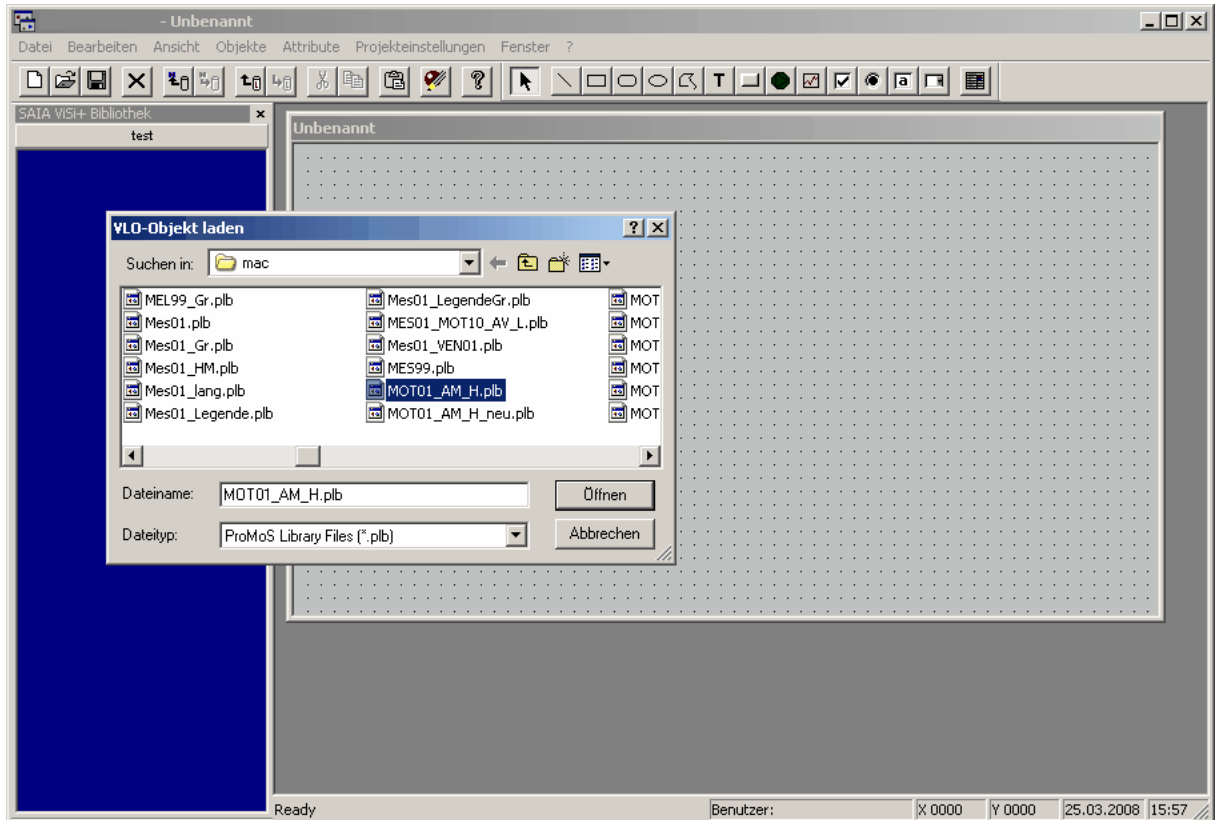 - Unbenannt
Datei Bearbeiten Ansicht Objekte Attribute Projekteinstellungen Fenster ?
T
a
SAIA ViSi+ Bibliothek
test
Unbenannt
VLO-Objekt laden
Suchen in: mac
MEL99_Gr.plb
Mes01.plb
Mes01_Gr.plb
Mes01_HM.plb
Mes01_lang.plb
Mes01_Legende.plb
Mes01_LegendeGr.plb
MES01_MOT10_AV_L.plb
Mes01_VEN01.plb
MES99.plb
MOT01_AM_H.plb
MOT01_AM_H_neu.plb
MOT
MOT
MOT
MOT
MOT
MOT
Dateiname: MOT01_AM_H.plb Öffnen
Dateityp: ProMoS Library Files (*.plb) Abbrechen
Ready Benutzer: X 0000 Y 0000 25.03.2008 15:57